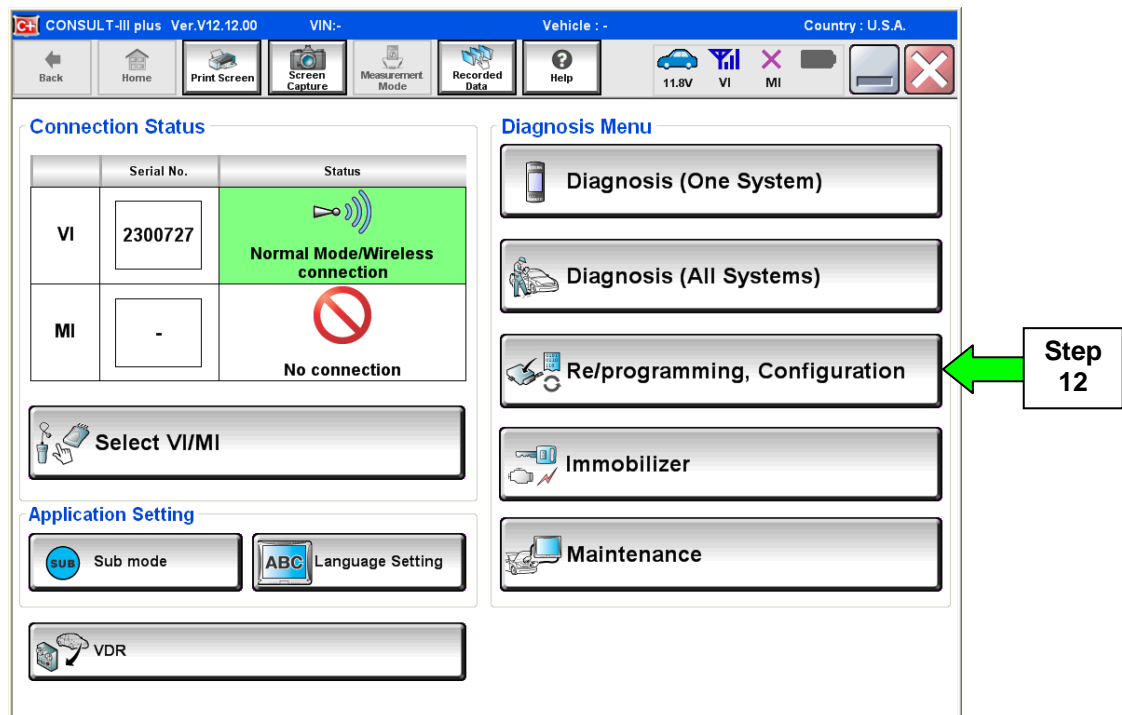 C+ CONSULT-III plus Ver.V12.12.00 VIN:- Vehicle : - Country : U.S.A.
Back
Home
Print Screen
Screen
Capture
Measurement
Mode
Recorded
Data
Help
11.8V
VI
MI
Connection Status
Serial No. Status
VI
2300727
Normal Mode/Wireless
connection
MI
-
No connection
Select VI/MI
Application Setting
SUB
Sub mode
ABC
Language Setting
VDR
Diagnosis Menu
Diagnosis (One System)
Diagnosis (All Systems)
Re/programming, Configuration
Immobilizer
Maintenance
Step
12